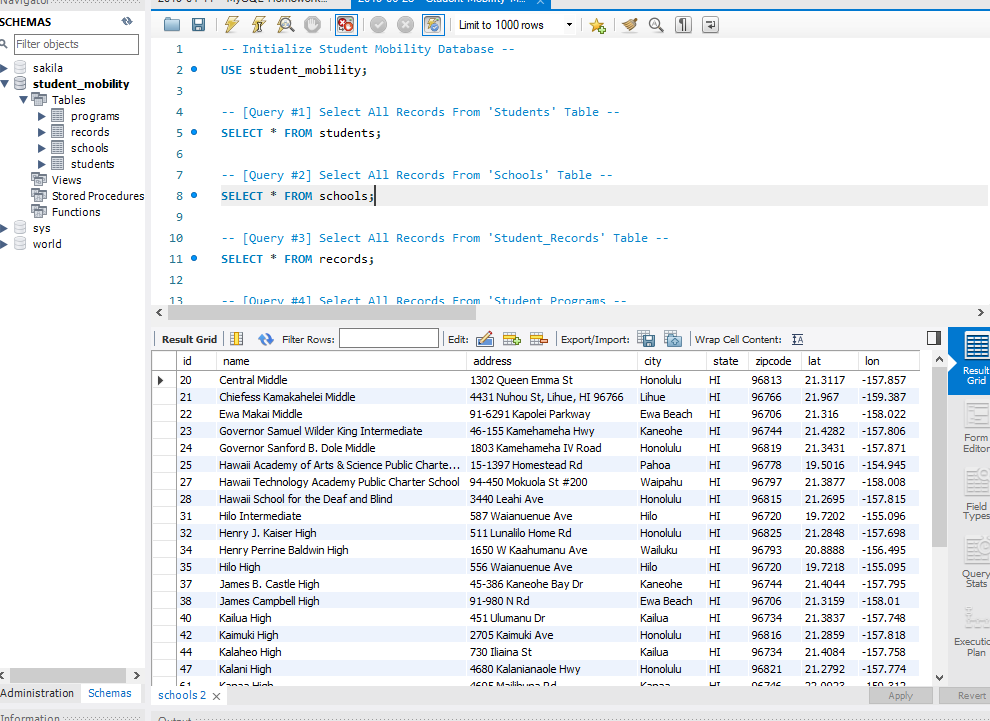 Navigator
SCHEMAS
Filter objects
sakila
student_mobility
Tables
programs
records
schools
students
Views
Stored Procedures
Functions
sys
world
Administration Schemas
Information
Limit to 1000 rows
1 -- Initialize Student Mobility Database --
2 USE student_mobility;
3
4 -- [Query #1] Select All Records From 'Students' Table --
5 SELECT * FROM students;
6
7 -- [Query #2] Select All Records From 'Schools' Table --
8 SELECT * FROM schools;
9
10 -- [Query #3] Select All Records From 'Student_Records' Table --
11 SELECT * FROM records;
12
13 -- [Query #4] Select All Records From 'Student_Programs --
Result Grid Filter Rows: Edit: Export/Import: Wrap Cell Content:
id name address city state zipcode lat lon
20 Central Middle 1302 Queen Emma St Honolulu HI 96813 21.3117 -157.857
21 Chiefess Kamakahelei Middle 4431 Nuhou St, Lihue, HI 96766 Lihue HI 96766 21.967 -159.387
22 Ewa Makai Middle 91-6291 Kapolei Parkway Ewa Beach HI 96706 21.316 -158.022
23 Governor Samuel Wilder King Intermediate 46-155 Kamehameha Hwy Kaneohe HI 96744 21.4282 -157.806
24 Governor Sanford B. Dole Middle 1803 Kamehameha IV Road Honolulu HI 96819 21.3431 -157.871
25 Hawaii Academy of Arts & Science Public Charte... 15-1397 Homestead Rd Pahoa HI 96778 19.5016 -154.945
27 Hawaii Technology Academy Public Charter School 94-450 Mokuola St #200 Waipahu HI 96797 21.3877 -158.008
28 Hawaii School for the Deaf and Blind 3440 Leahi Ave Honolulu HI 96815 21.2695 -157.815
31 Hilo Intermediate 587 Waianuenue Ave Hilo HI 96720 19.7202 -155.096
32 Henry J. Kaiser High 511 Lunalilo Home Rd Honolulu HI 96825 21.2848 -157.698
34 Henry Perrine Baldwin High 1650 W Kaahumanu Ave Wailuku HI 96793 20.8888 -156.495
35 Hilo High 556 Waianuenue Ave Hilo HI 96720 19.7218 -155.095
37 James B. Castle High 45-386 Kaneohe Bay Dr Kaneohe HI 96744 21.4044 -157.795
38 James Campbell High 91-980 N Rd Ewa Beach HI 96706 21.3159 -158.01
40 Kailua High 451 Ulumanu Dr Kailua HI 96734 21.3837 -157.748
42 Kaimuki High 2705 Kaimuki Ave Honolulu HI 96816 21.2859 -157.818
44 Kalaheo High 730 Iliaina St Kailua HI 96734 21.4084 -157.758
47 Kalani High 4680 Kalanianaole Hwy Honolulu HI 96821 21.2792 -157.774
Result Grid
Form Editor
Field Types
Query Stats
Execution Plan
schools 2
Apply Revert
Output